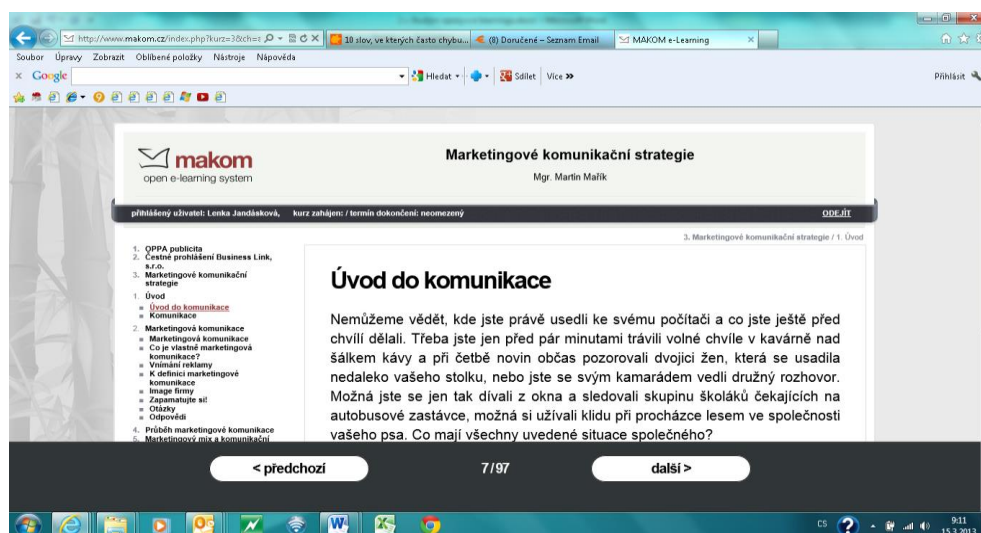 http://www.makom.cz/index.php?kurz=3&ch=
10 slov, ve kterých často chybu...
(8) Doručené – Seznam Email
MAKOM e-Learning
Soubor Úpravy Zobrazit Oblíbené položky Nástroje Nápověda
Google
Hledat
Sdílet
Více »
Přihlásit
makom
open e-learning system
Marketingové komunikační strategie
Mgr. Martin Mařík
přihlášený uživatel: Lenka Jandásková, kurz zahájen: / termín dokončení: neomezený
ODEJÍT
3. Marketingové komunikační strategie / 1. Úvod
1. OPPA publicita
2. Čestné prohlášení Business Link,
s.r.o.
3. Marketingové komunikační
strategie
1. Úvod
Úvod do komunikace
Komunikace
2. Marketingová komunikace
Marketingová komunikace
Co je vlastně marketingová
komunikace?
Vnímání reklamy
K definici marketingové
komunikace
Image firmy
Zapamatujte si!
Otázky
Odpovědi
4. Průběh marketingové komunikace
5. Marketingový mix a komunikační
Úvod do komunikace
Nemůžeme vědět, kde jste právě usedli ke svému počítači a co jste ještě před
chvílí dělali. Třeba jste jen před pár minutami trávili volné chvíle v kavárně nad
šálkem kávy a při četbě novin občas pozorovali dvojici žen, která se usadila
nedaleko vašeho stolku, nebo jste se svým kamarádem vedli družný rozhovor.
Možná jste se jen tak dívali z okna a sledovali skupinu školáků čekajících na
autobusové zastávce, možná si užívali klidu při procházce lesem ve společnosti
vašeho psa. Co mají všechny uvedené situace společného?
< předchozí
7/97
další >
CS
9:11
15.3.2013